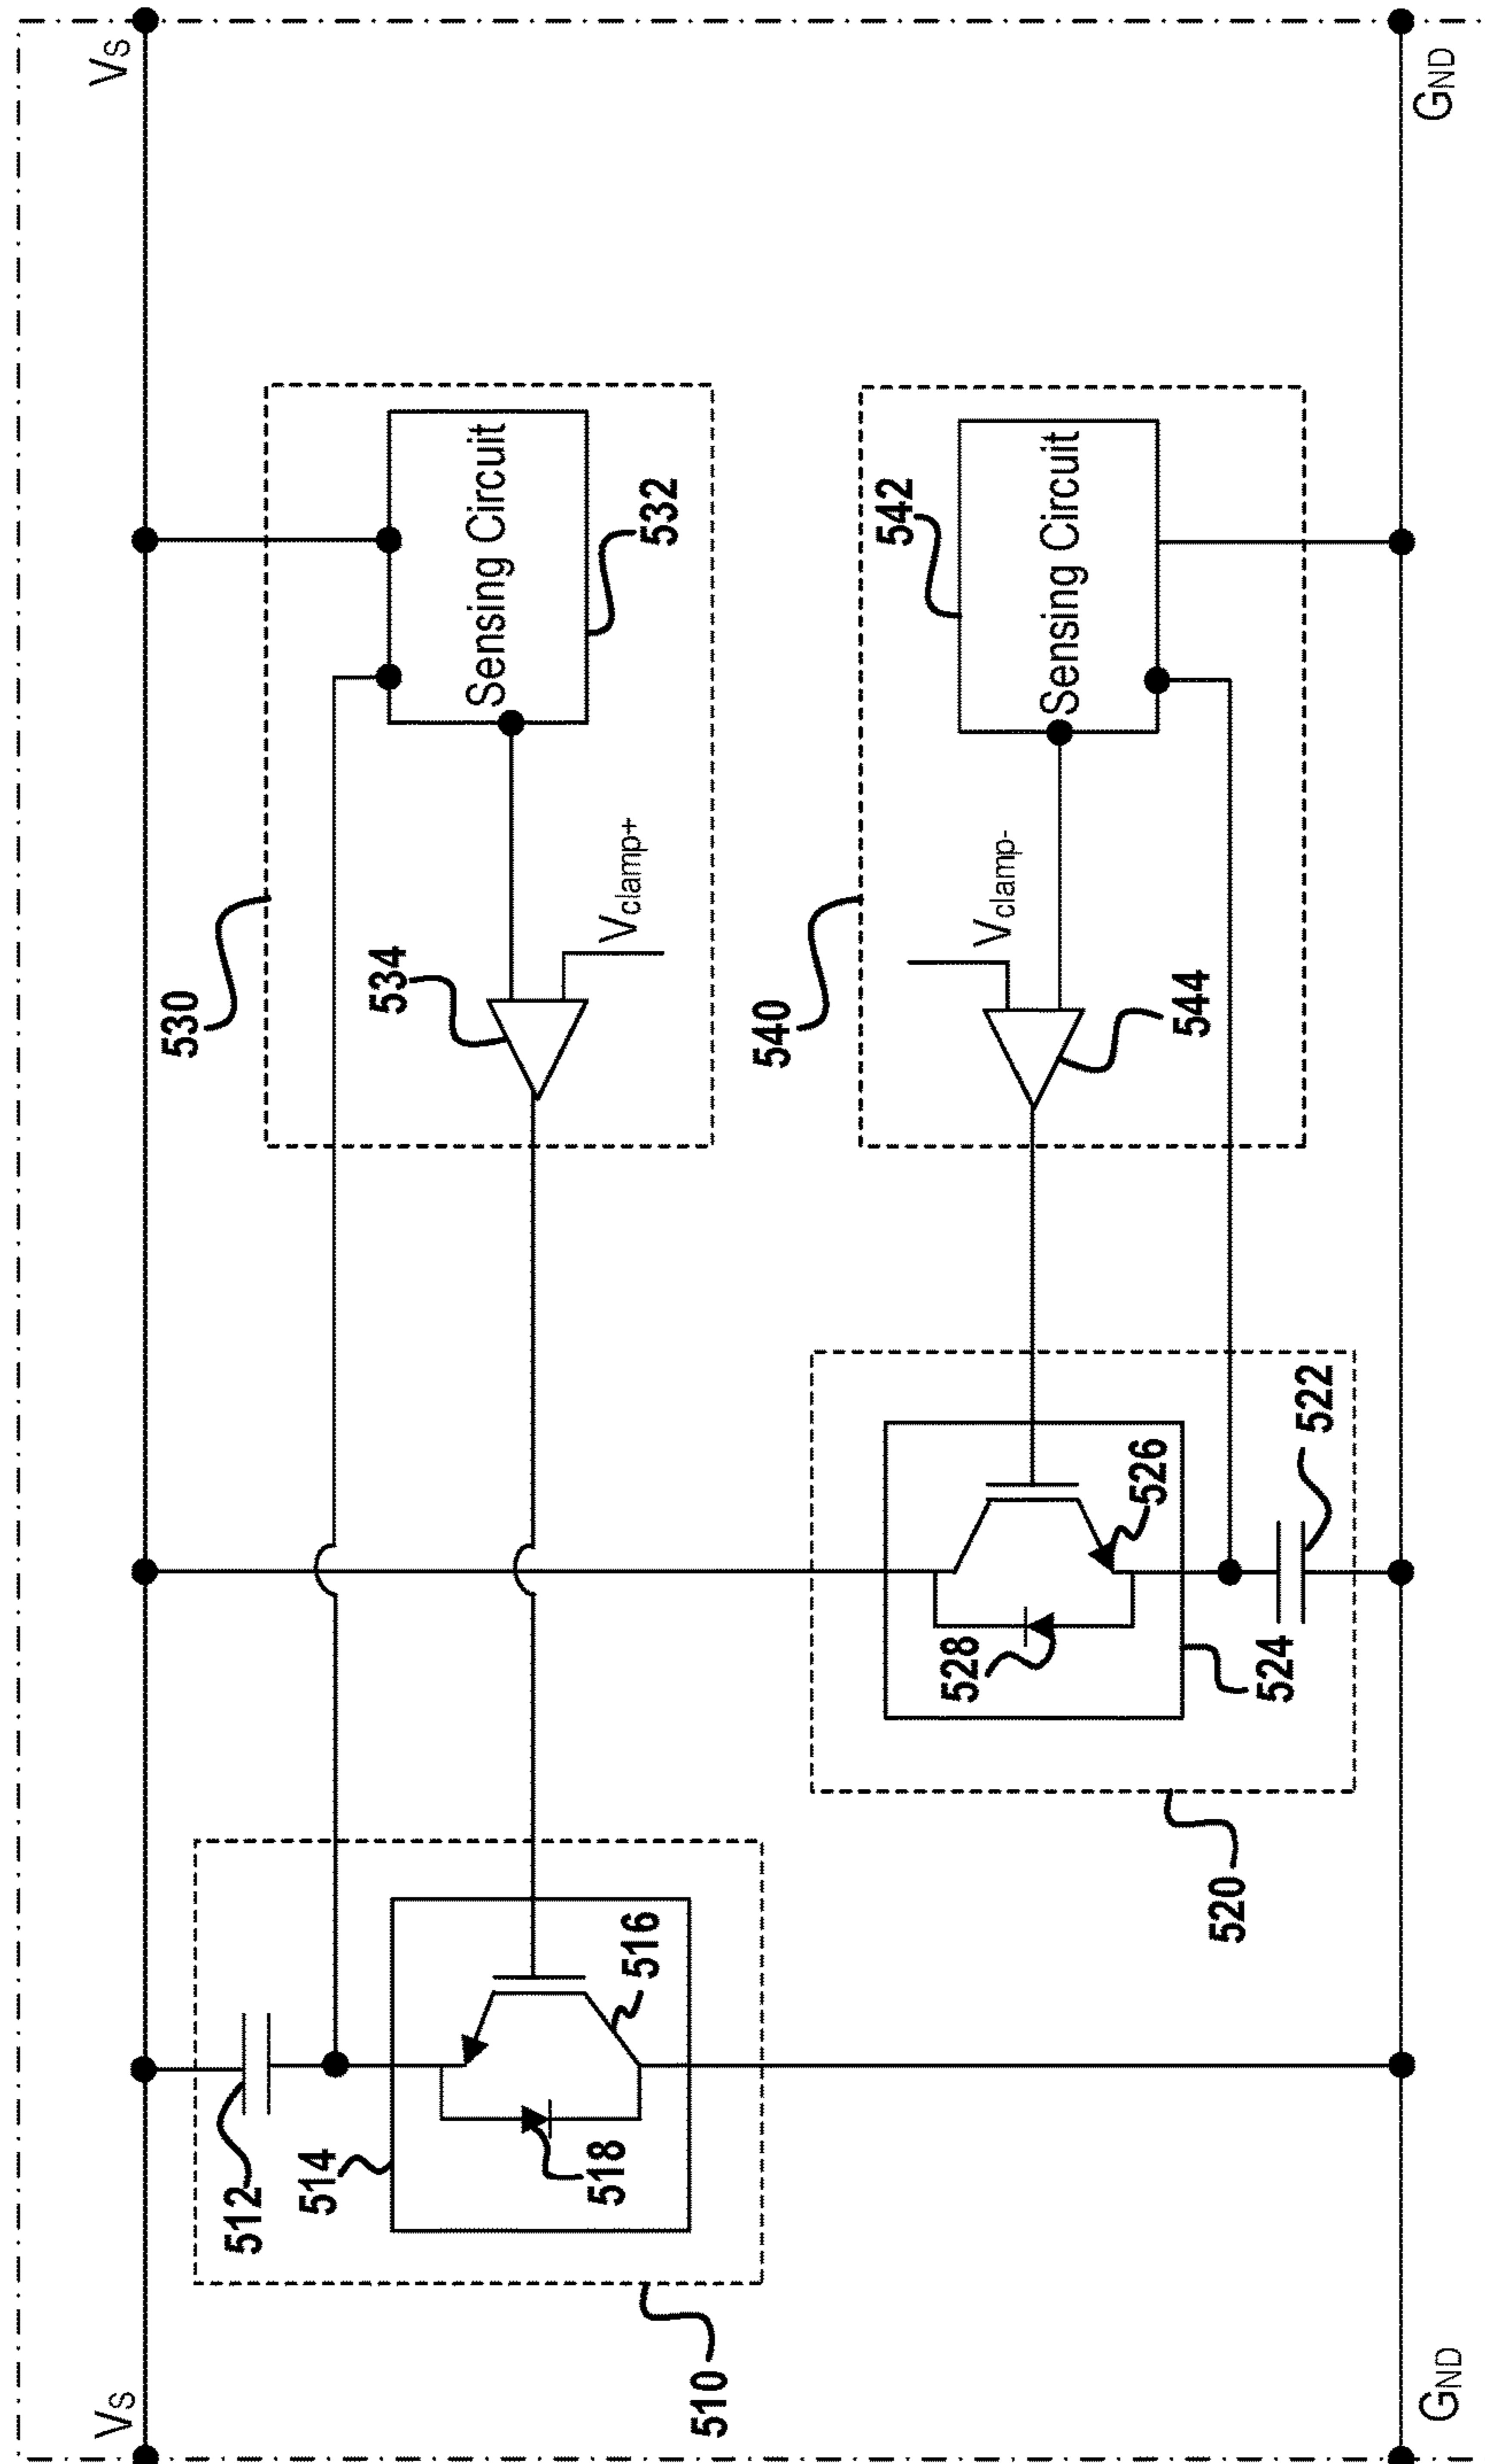 VS
VS
530
534
Vclamp+
Sensing Circuit
532
512
514
516
518
510
540
544
Vclamp-
Sensing Circuit
542
528
526
524
522
520
GND
GND